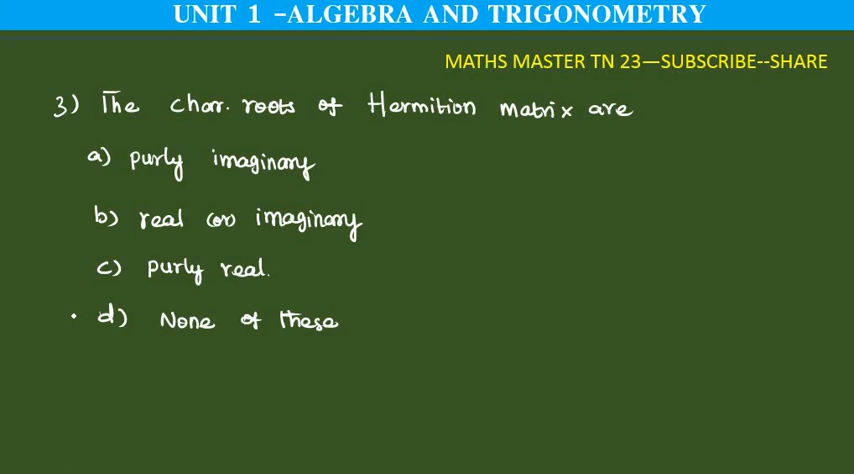 UNIT 1 –ALGEBRA AND TRIGONOMETRY
MATHS MASTER TN 23—SUBSCRIBE--SHARE
3) The char. roots of Hermition matrix are
a) purly imaginary
b) real (or) imaginary
c) purly real.
d) None of these